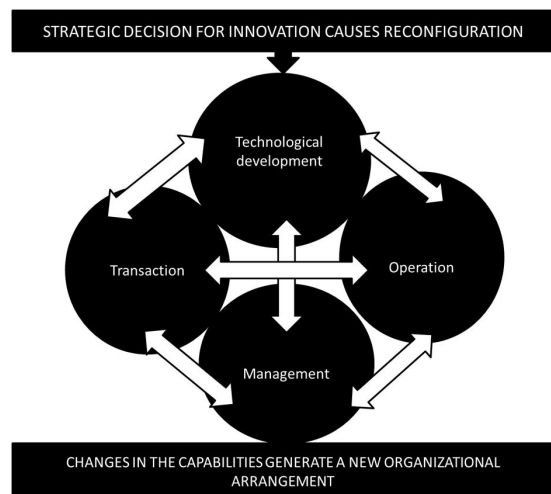 STRATEGIC DECISION FOR INNOVATION CAUSES RECONFIGURATION
Technological
development
Transaction
Operation
Management
CHANGES IN THE CAPABILITIES GENERATE A NEW ORGANIZATIONAL
ARRANGEMENT